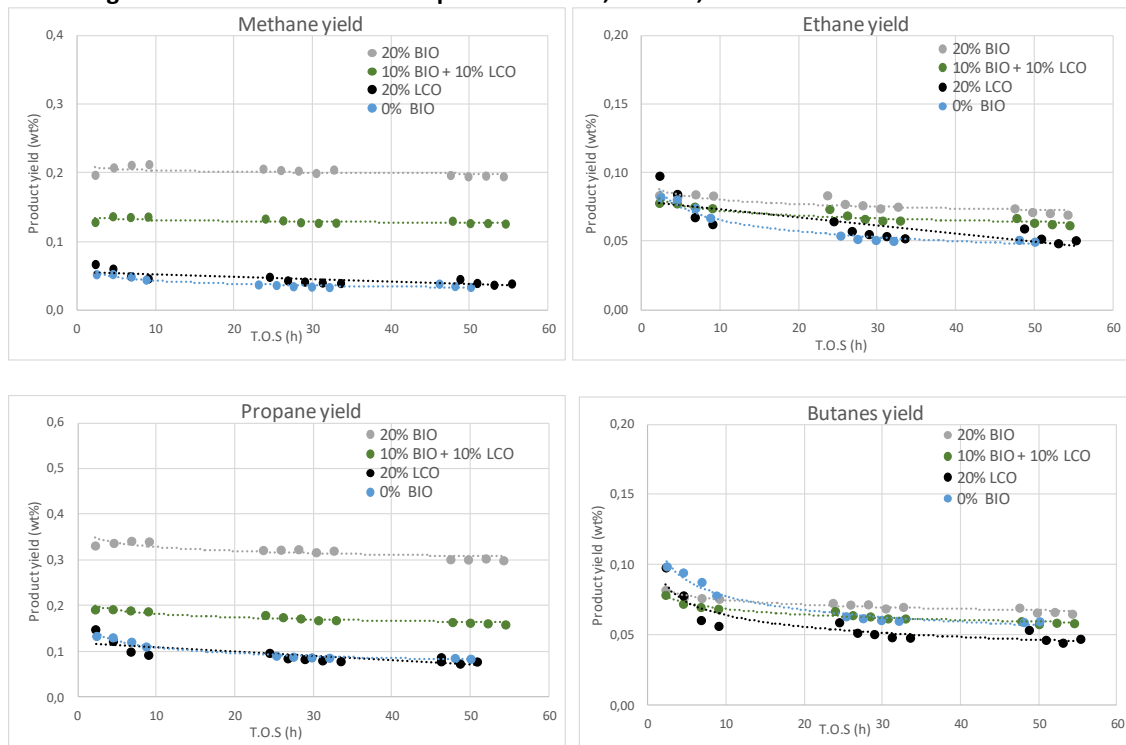 Methane yield
0,4
0,3
0,2
0,1
0,0
Product yield (wt%)
20% BIO
10% BIO + 10% LCO
20% LCO
0% BIO
0 10 20 30 40 50 60
T.O.S (h)
Ethane yield
0,20
0,15
0,10
0,05
0,00
Product yield (wt%)
20% BIO
10% BIO + 10% LCO
20% LCO
0% BIO
0 10 20 30 40 50 60
T.O.S (h)
Propane yield
0,6
0,5
0,4
0,3
0,2
0,1
0,0
Product yield (wt%)
20% BIO
10% BIO + 10% LCO
20% LCO
0% BIO
0 10 20 30 40 50 60
T.O.S (h)
Butanes yield
0,20
0,15
0,10
0,05
0,00
Product yield (wt%)
20% BIO
10% BIO + 10% LCO
20% LCO
0% BIO
0 10 20 30 40 50 60
T.O.S (h)